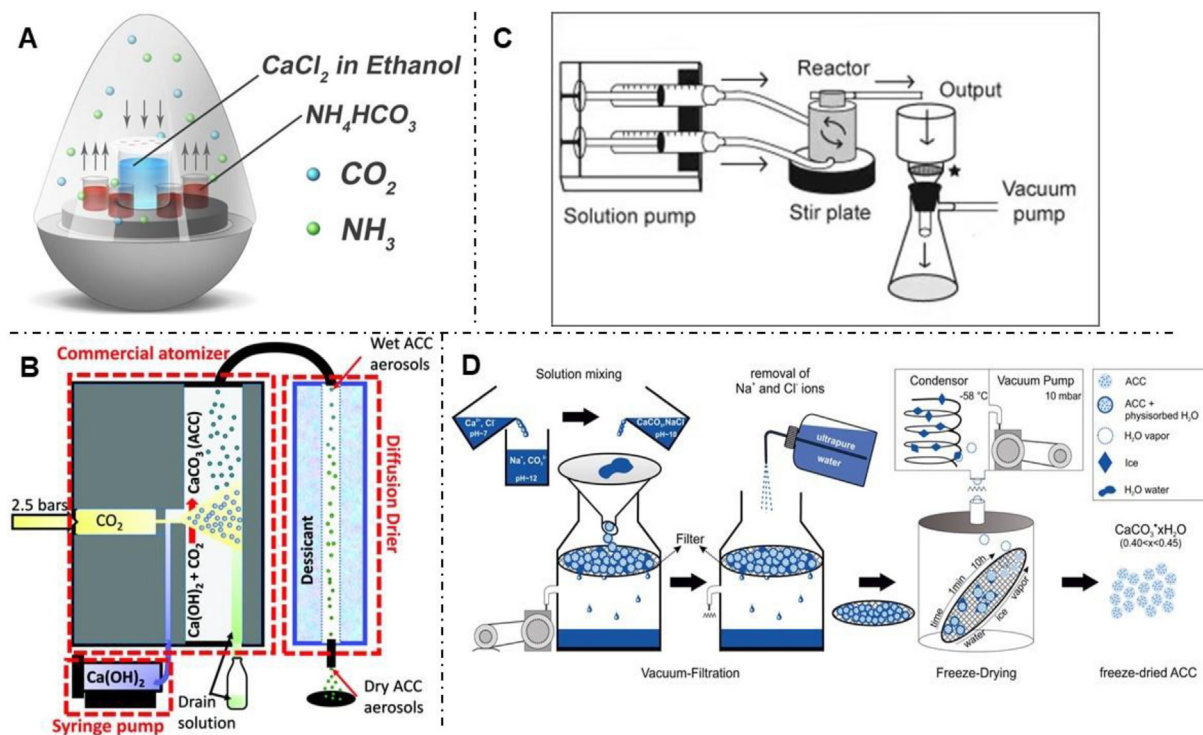 A
CaCl2 in Ethanol
NH4HCO3
CO2
NH3
C
Reactor
Output
Solution pump
Stir plate
Vacuum
pump
B
Commercial atomizer
Wet ACC
aerosols
2.5 bars
CO2
CaCO3 (ACC)
Ca(OH)2 + CO2
Dessicant
Diffusion Drier
Ca(OH)2
Syringe pump
Drain
solution
Dry ACC
aerosols
D
Solution mixing
Ca2+, Cl-
pH~7
Na+, CO32-
pH~12
CaCO3, NaCl
pH~10
removal of
Na+ and Cl- ions
ultrapure
water
Filter
Vacuum-Filtration
Condensor
-58 °C
Vacuum Pump
10 mbar
time
1min
10h
water
ice
vapor
Freeze-Drying
ACC
ACC +
physisorbed H2O
H2O vapor
Ice
H2O water
CaCO3*xH2O
(0.40<x<0.45)
freeze-dried ACC